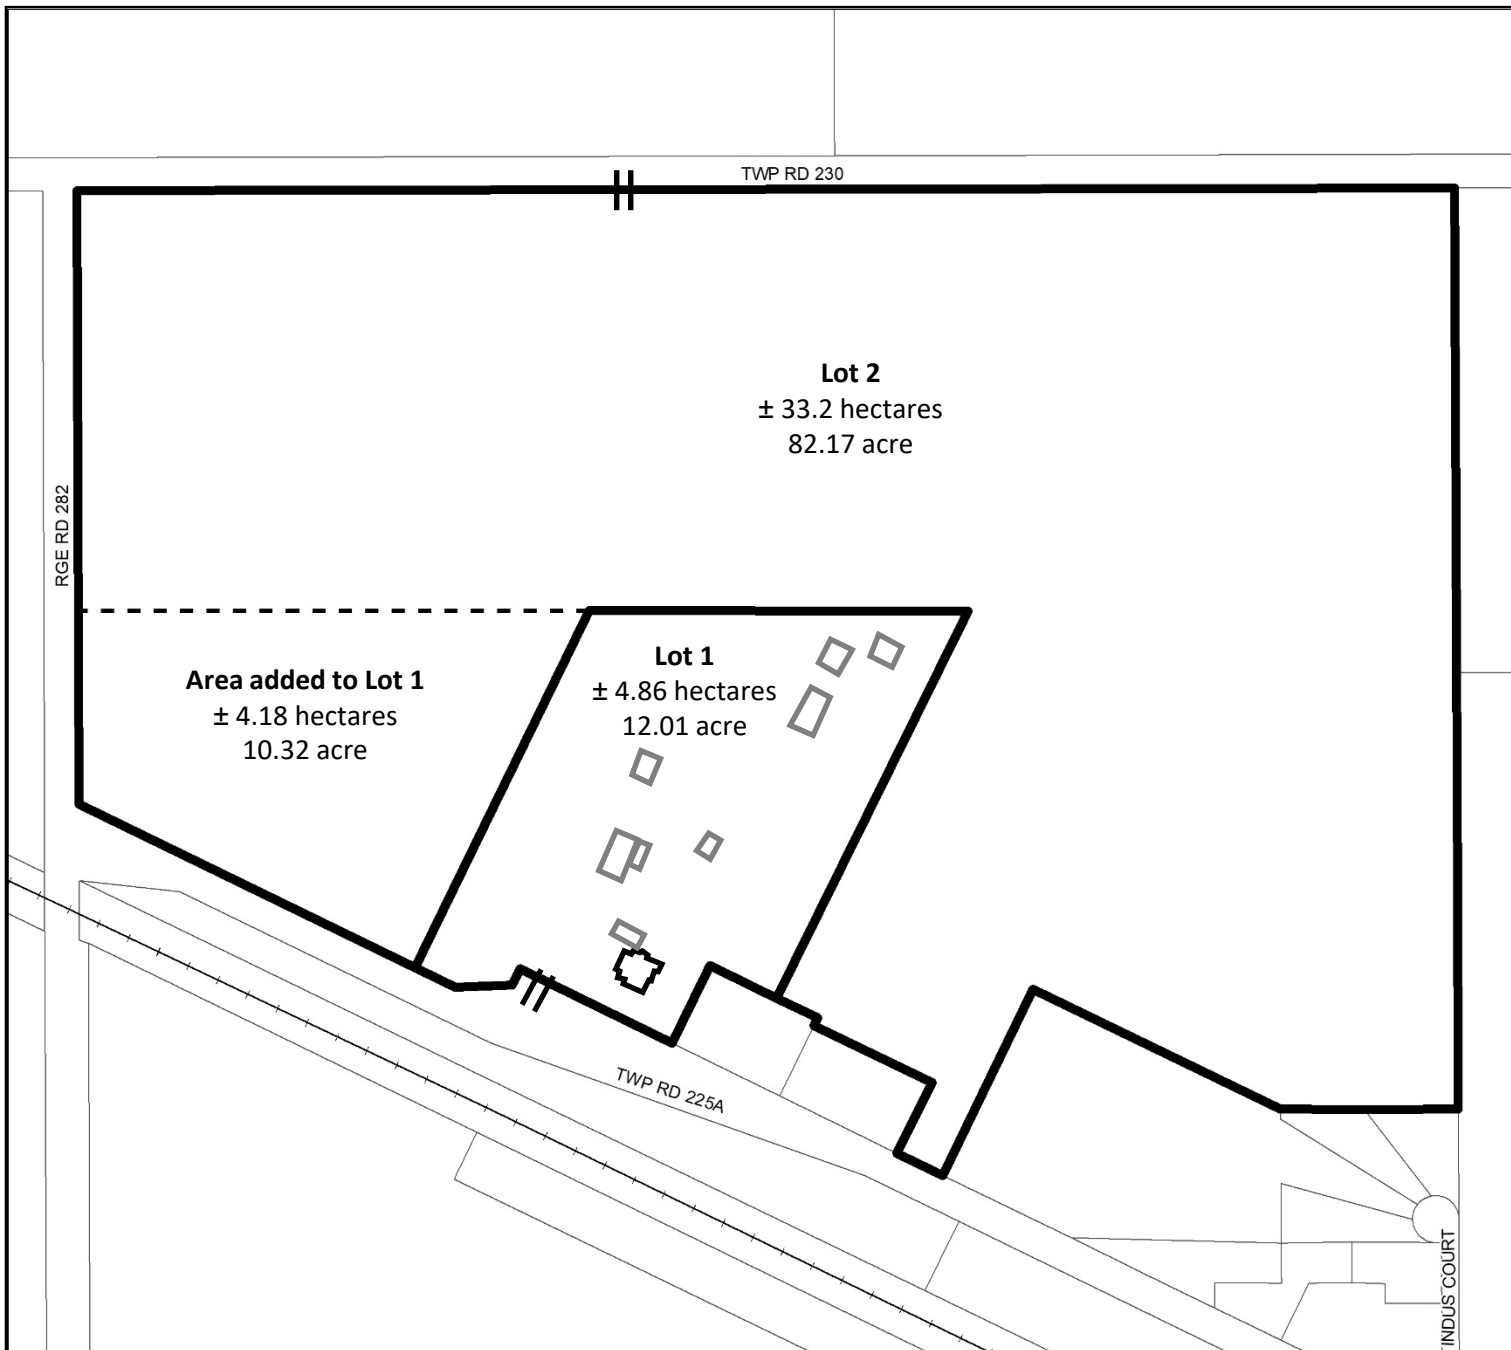 TWP RD 230
Lot 2
± 33.2 hectares
82.17 acre
RGE RD 282
Area added to Lot 1
± 4.18 hectares
10.32 acre
Lot 1
± 4.86 hectares
12.01 acre
TWP RD 225A
INDUS COURT